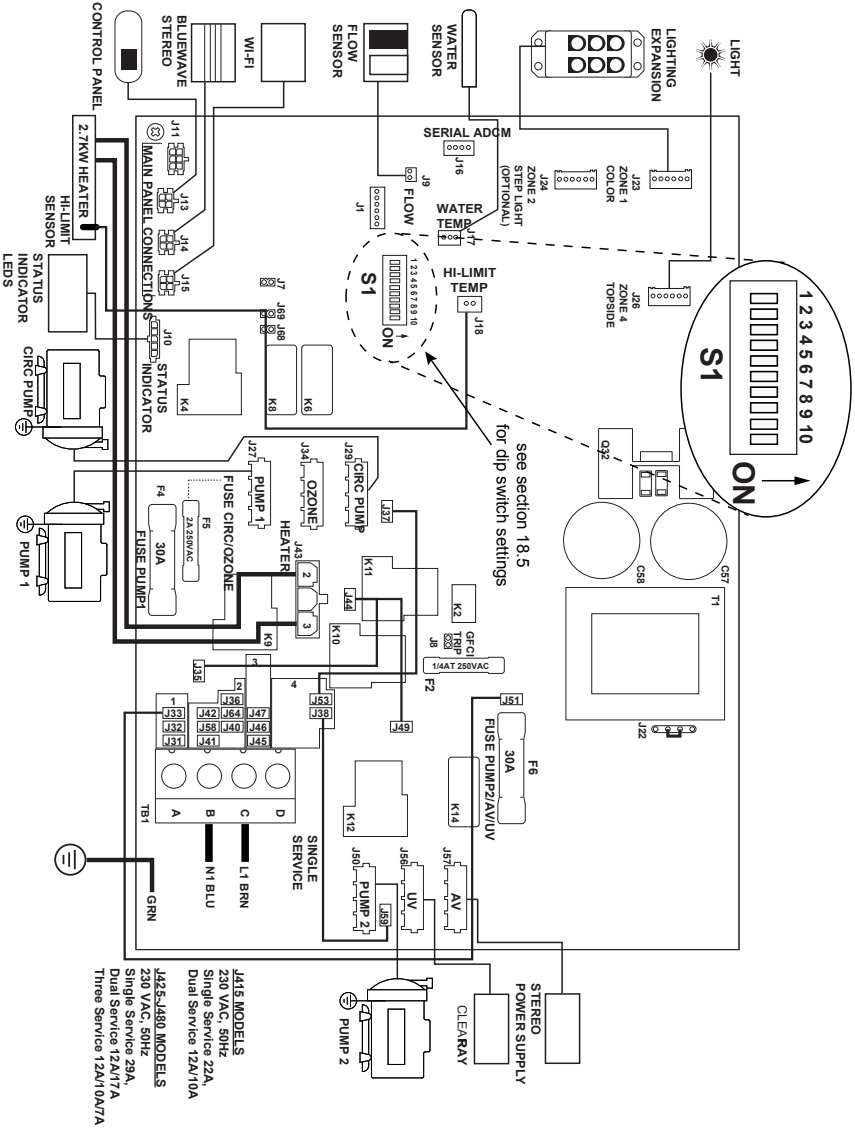 CONTROL PANEL
BLUEWAVE
STEREO
WI-FI
FLOW
SENSOR
WATER
SENSOR
LIGHTING
EXPANSION
LIGHT
2.7KW HEATER
HI-LIMIT
SENSOR
STATUS
INDICATOR
LEDS
CIRC PUMP
PUMP 1
J11
MAIN PANEL CONNECTIONS
J13
J14
J15
J10
STATUS
INDICATOR
SERIAL ADCM
J16
J9
FLOW
J1
WATER
TEMP
J17
ZONE 2
STEP LIGHT
(OPTIONAL)
J24
ZONE 1
COLOR
J23
J26
ZONE 4
TOPSIDE
HI-LIMIT
TEMP
J18
J7
J69
J68
1 2 3 4 5 6 7 8 9 10
S1
ON
1 2 3 4 5 6 7 8 9 10
S1
ON
see section 18.5
for dip switch settings
K4
K8
K6
Q32
C58
C57
T1
J22
J27
PUMP 1
J34
OZONE
J29
CIRC PUMP
J37
F4
30A
FUSE PUMP1
F5
2A 250VAC
FUSE CIRC/OZONE
HEATER
J43
2
3
K11
J44
K2
GFCI
TRIP
J8
1/4AT 250VAC
F2
K9
K10
J35
J49
J51
F6
30A
FUSE PUMP2/AV/UV
1
J33
J32
J31
2
J36
J42
J64
J58
J40
J41
3
J47
J46
J45
4
J53
J38
TB1
A
B
C
D
K12
K14
SINGLE
SERVICE
J50
PUMP 2
J59
J56
UV
J57
AV
N1 BLU
L1 BRN
GRN
PUMP 2
CLEARAY
STEREO
POWER SUPPLY
J415 MODELS
230 VAC, 50Hz
Single Service 22A,
Dual Service 12A/10A
J425-J480 MODELS
230 VAC, 50Hz
Single Service 29A,
Dual Service 12A/17A
Three Service 12A/10A/7A